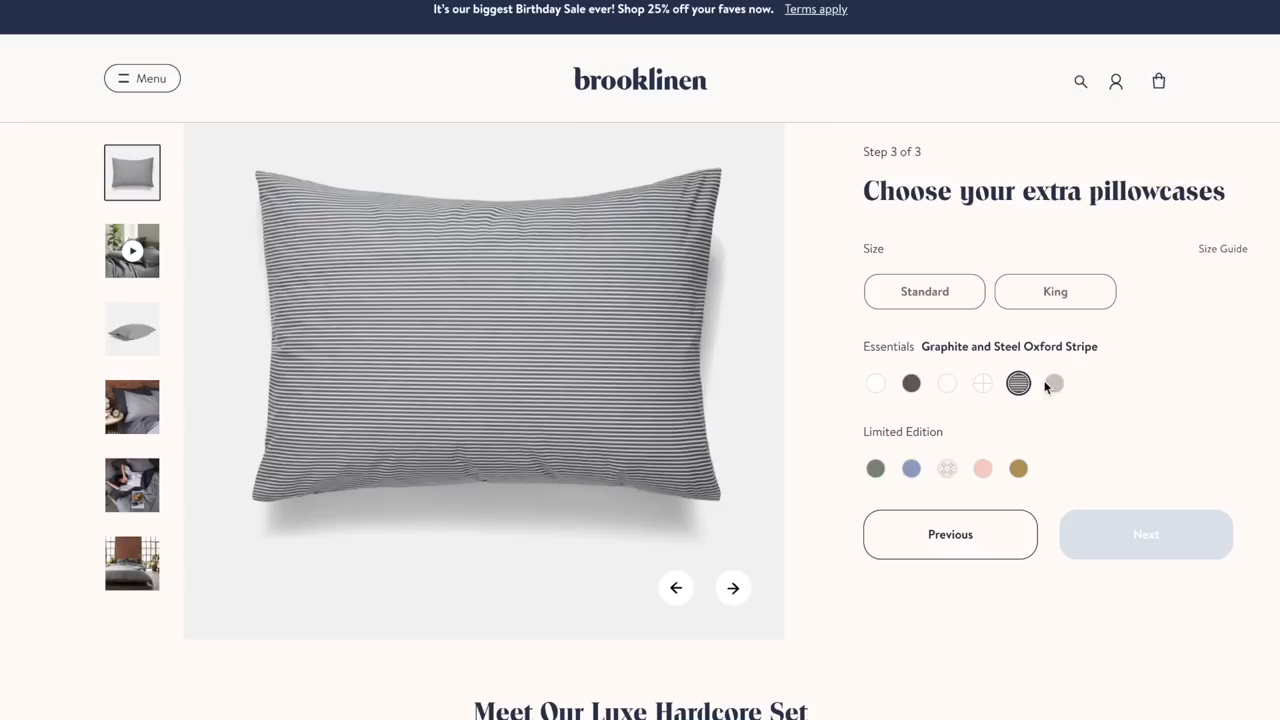 It's our biggest Birthday Sale ever! Shop 25% off your faves now. Terms apply
Menu
brooklinen
Step 3 of 3
Choose your extra pillowcases
Size
Size Guide
Standard
King
Essentials Graphite and Steel Oxford Stripe
Limited Edition
Previous
Next
Meet Our Luxe Hardcore Set